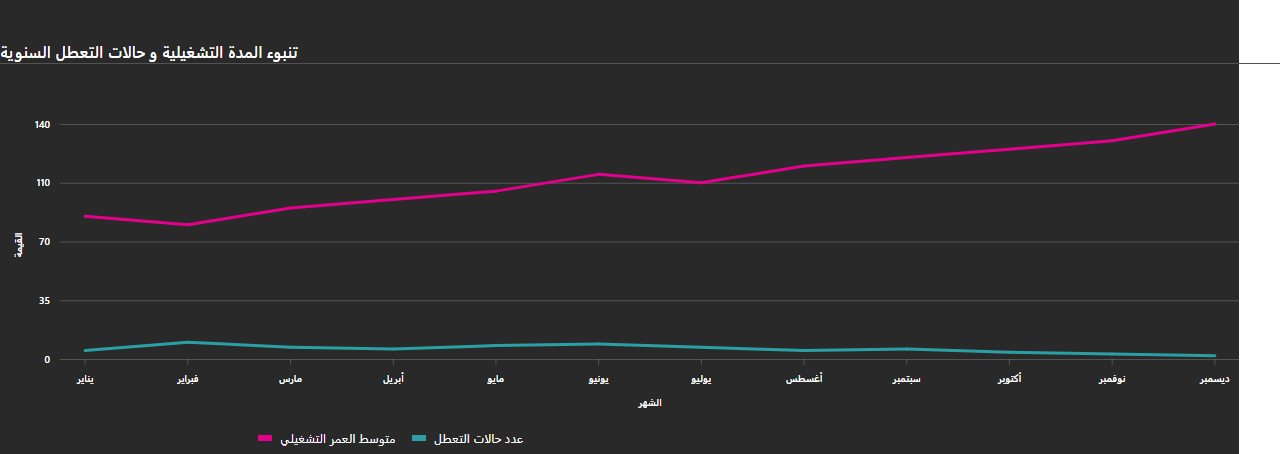 تنبوء المدة التشغيلية و حالات التعطل السنوية
140
110
70
35
0
القيمة
يناير
فبراير
مارس
أبريل
مايو
يونيو
يوليو
أغسطس
سبتمبر
أكتوبر
نوفمبر
ديسمبر
الشهر
متوسط العمر التشغيلي
عدد حالات التعطل